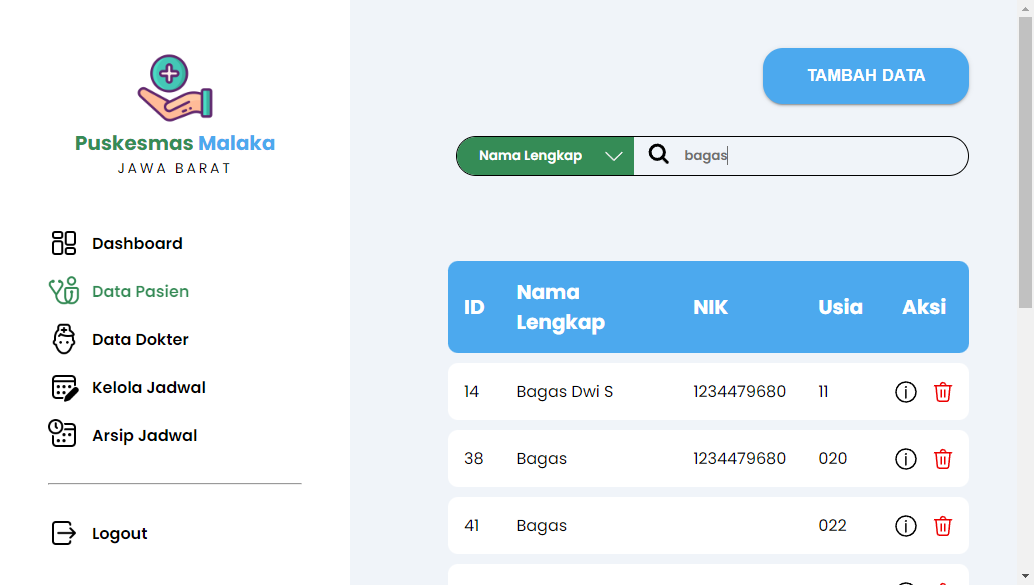 Puskesmas Malaka
JAWA BARAT
Dashboard
Data Pasien
Data Dokter
Kelola Jadwal
Arsip Jadwal
Logout
TAMBAH DATA
Nama Lengkap bagas
ID Nama Lengkap NIK Usia Aksi
14 Bagas Dwi S 1234479680 11
38 Bagas 1234479680 020
41 Bagas 022